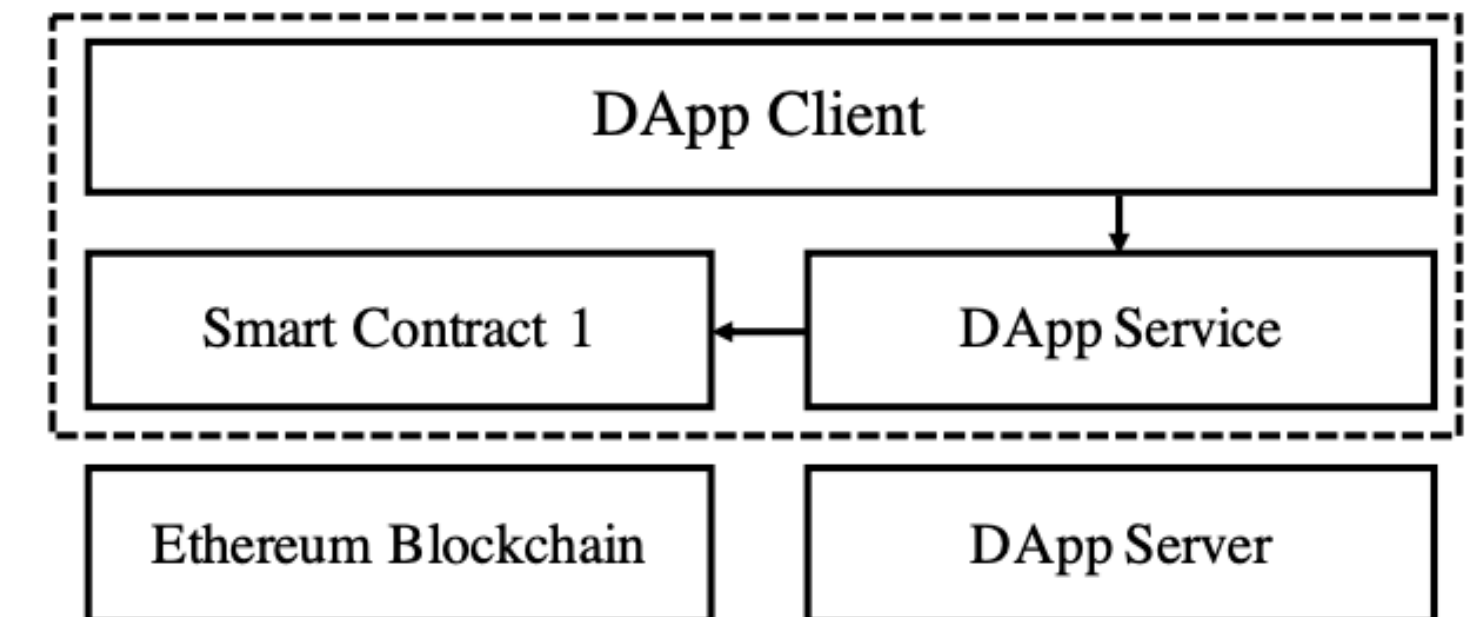 DApp Client
Smart Contract 1
DApp Service
Ethereum Blockchain
DApp Server